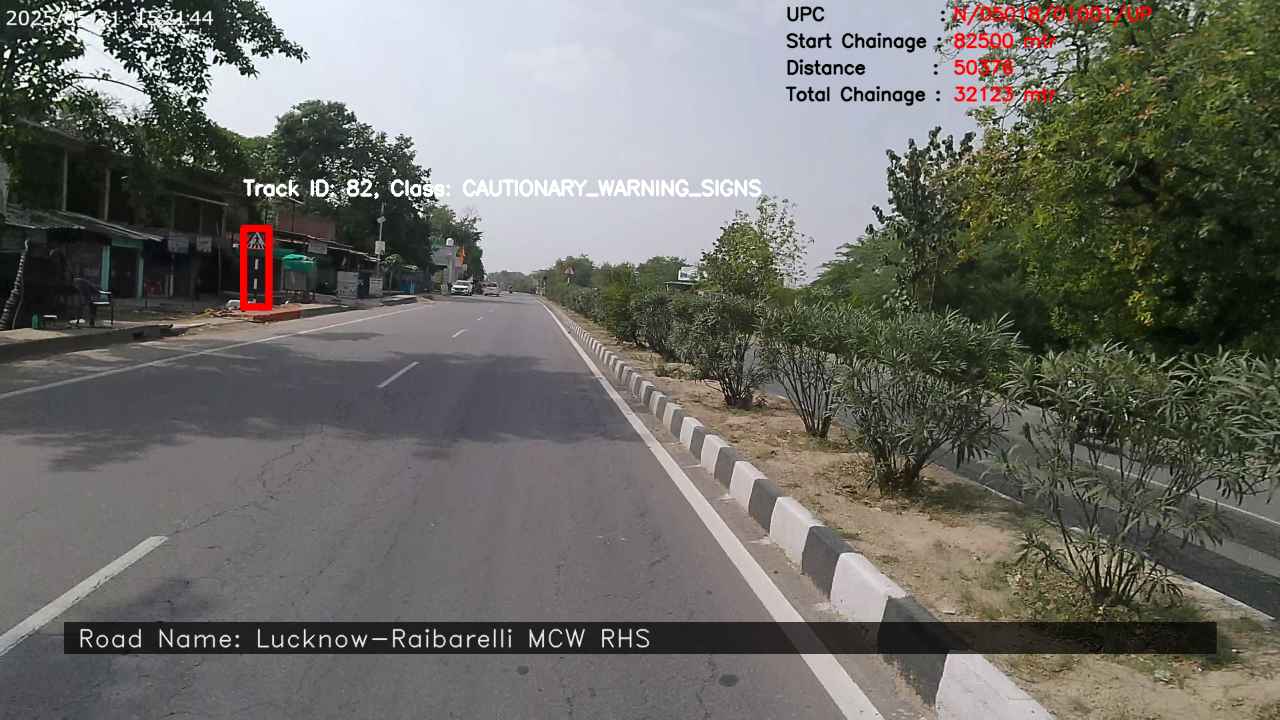 UPC : N/05018/01001/UP
Start Chainage : 82500 mtr
Distance : 50376
Total Chainage : 32123 mtr
Track ID: 82, Class: CAUTIONARY_WARNING_SIGNS
Road Name: Lucknow-Raibarelli MCW RHS